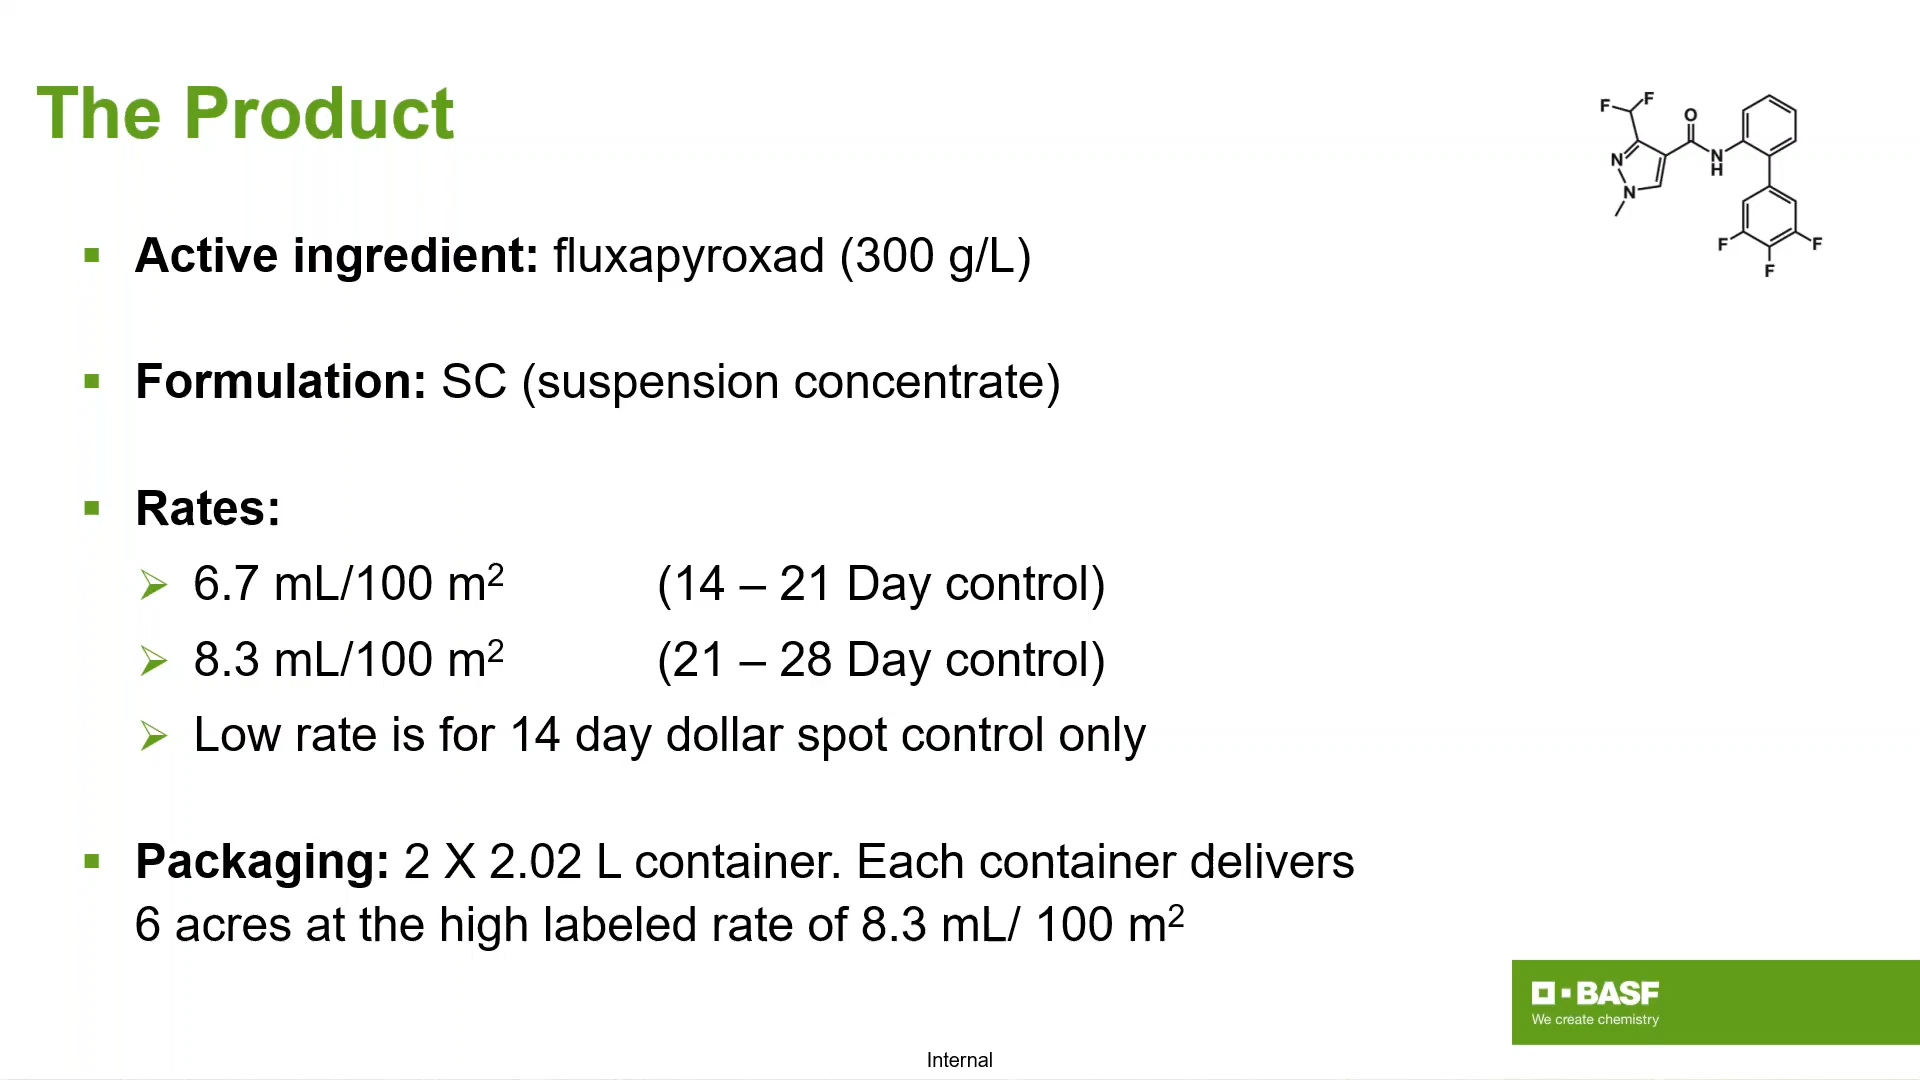 The Product
F F
O
N
N
H
N
F F
F
Active ingredient: fluxapyroxad (300 g/L)
Formulation: SC (suspension concentrate)
Rates:
6.7 mL/100 m² (14 – 21 Day control)
8.3 mL/100 m² (21 – 28 Day control)
Low rate is for 14 day dollar spot control only
Packaging: 2 X 2.02 L container. Each container delivers
6 acres at the high labeled rate of 8.3 mL/ 100 m²
BASF
We create chemistry
Internal